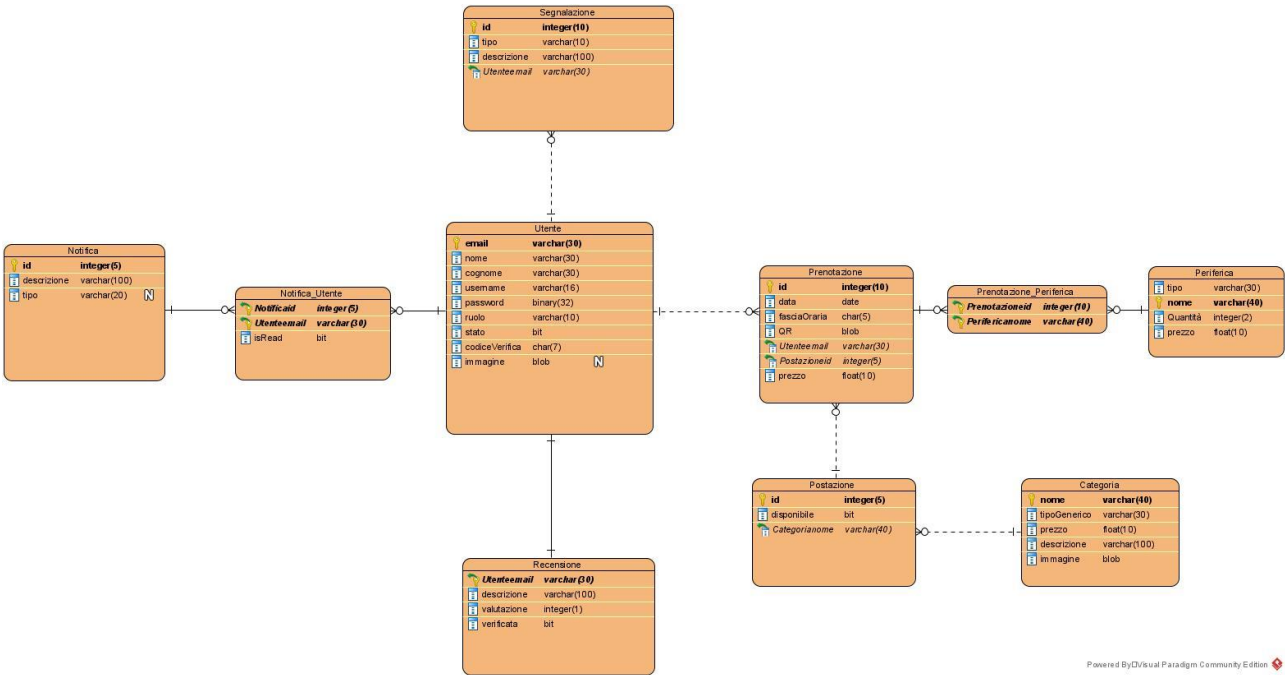 Segnalazione
id integer(10)
tipo varchar(10)
descrizione varchar(100)
Utenteemail varchar(30)
Notifica
id integer(5)
descrizione varchar(100)
tipo varchar(20) N
Notifica_Utente
Notificaid integer(5)
Utenteemail varchar(30)
isRead bit
Utente
email varchar(30)
nome varchar(30)
cognome varchar(30)
username varchar(16)
password binary(32)
ruolo varchar(10)
stato bit
codiceVerifica char(7)
immagine blob N
Prenotazione
id integer(10)
data date
fasciaOraria char(5)
QR blob
Utenteemail varchar(30)
Postazioneid integer(5)
prezzo float(10)
Prenotazione_Periferica
Prenotazioneid integer(10)
Perifericanome varchar(40)
Periferica
tipo varchar(30)
nome varchar(40)
Quantità integer(2)
prezzo float(10)
Postazione
id integer(5)
disponibile bit
Categorianome varchar(40)
Categoria
nome varchar(40)
tipoGenerico varchar(30)
prezzo float(10)
descrizione varchar(100)
immagine blob
Recensione
Utenteemail varchar(30)
descrizione varchar(100)
valutazione integer(1)
verificata bit
Powered By Visual Paradigm Community Edition